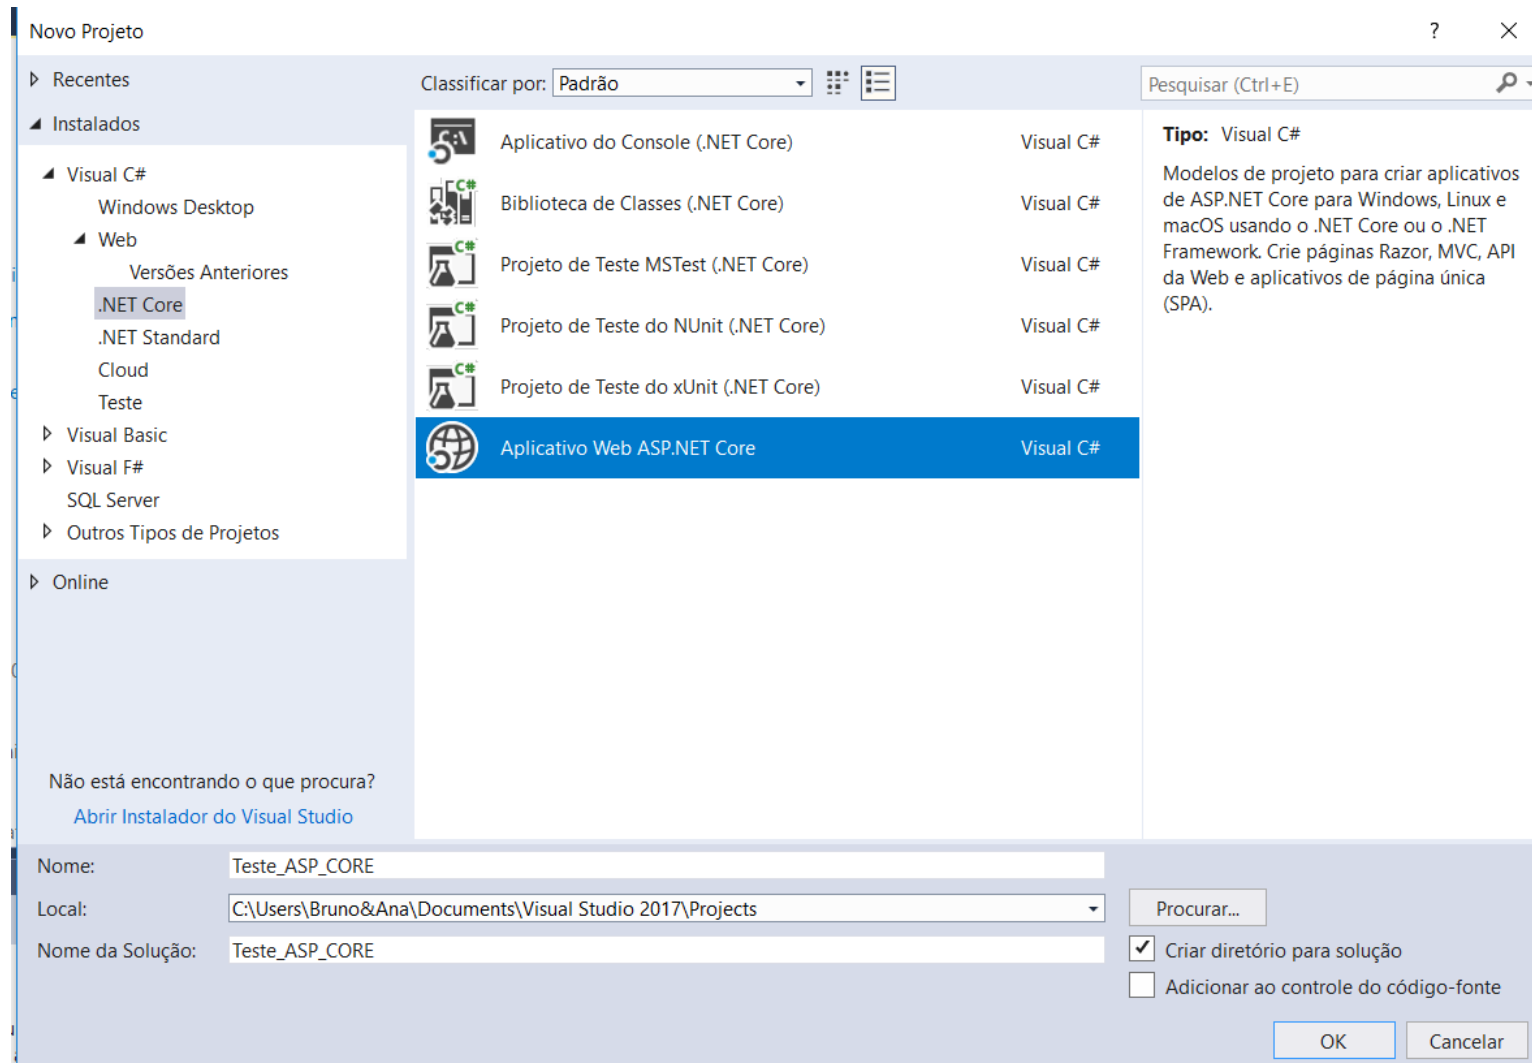 Novo Projeto
?
Recentes
Instalados
Visual C#
Windows Desktop
Web
Versões Anteriores
.NET Core
.NET Standard
Cloud
Teste
Visual Basic
Visual F#
SQL Server
Outros Tipos de Projetos
Online
Não está encontrando o que procura?
Abrir Instalador do Visual Studio
Classificar por: Padrão
Aplicativo do Console (.NET Core) Visual C#
Biblioteca de Classes (.NET Core) Visual C#
Projeto de Teste MSTest (.NET Core) Visual C#
Projeto de Teste do NUnit (.NET Core) Visual C#
Projeto de Teste do xUnit (.NET Core) Visual C#
Aplicativo Web ASP.NET Core Visual C#
Pesquisar (Ctrl+E)
Tipo: Visual C#
Modelos de projeto para criar aplicativos
de ASP.NET Core para Windows, Linux e
macOS usando o .NET Core ou o .NET
Framework. Crie páginas Razor, MVC, API
da Web e aplicativos de página única
(SPA).
Nome: Teste_ASP_CORE
Local: C:\Users\Bruno&Ana\Documents\Visual Studio 2017\Projects
Procurar...
Nome da Solução: Teste_ASP_CORE
Criar diretório para solução
Adicionar ao controle do código-fonte
OK Cancelar